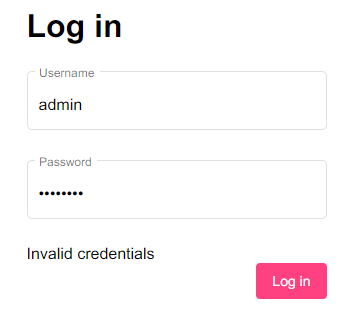 Log in
Username
admin
Password
••••••••
Invalid credentials
Log in